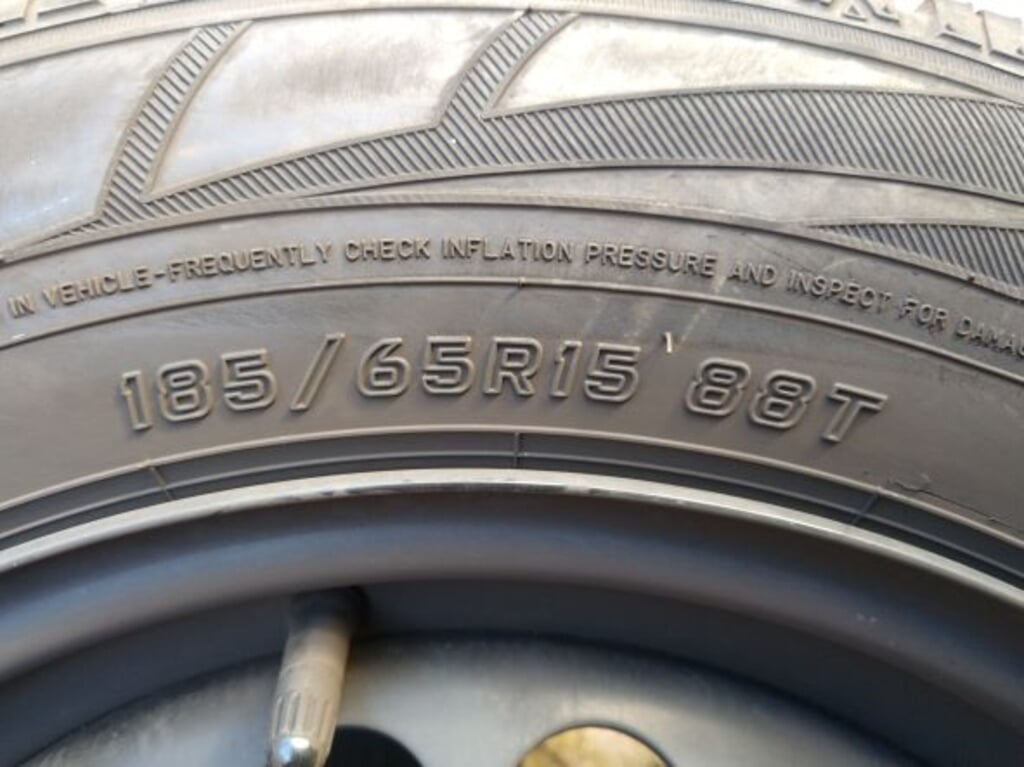 IN VEHICLE-FREQUENTLY CHECK INFLATION PRESSURE AND INSPECT FOR
185/65R15 88T